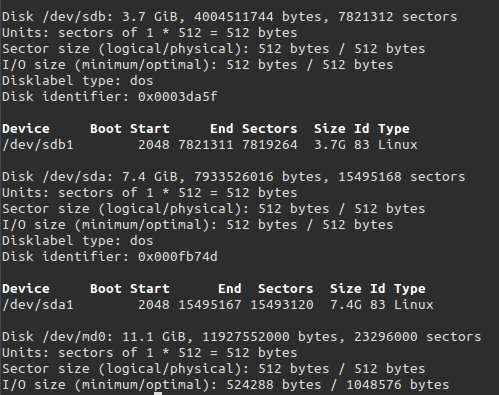 Disk /dev/sdb: 3.7 GiB, 4004511744 bytes, 7821312 sectors
Units: sectors of 1 * 512 = 512 bytes
Sector size (logical/physical): 512 bytes / 512 bytes
I/O size (minimum/optimal): 512 bytes / 512 bytes
Disklabel type: dos
Disk identifier: 0x0003da5f
Device     Boot Start     End Sectors  Size Id Type
/dev/sdb1        2048 7821311 7819264  3.7G 83 Linux
Disk /dev/sda: 7.4 GiB, 7933526016 bytes, 15495168 sectors
Units: sectors of 1 * 512 = 512 bytes
Sector size (logical/physical): 512 bytes / 512 bytes
I/O size (minimum/optimal): 512 bytes / 512 bytes
Disklabel type: dos
Disk identifier: 0x000fb74d
Device     Boot Start      End  Sectors  Size Id Type
/dev/sda1        2048 15495167 15493120  7.4G 83 Linux
Disk /dev/md0: 11.1 GiB, 11927552000 bytes, 23296000 sectors
Units: sectors of 1 * 512 = 512 bytes
Sector size (logical/physical): 512 bytes / 512 bytes
I/O size (minimum/optimal): 524288 bytes / 1048576 bytes